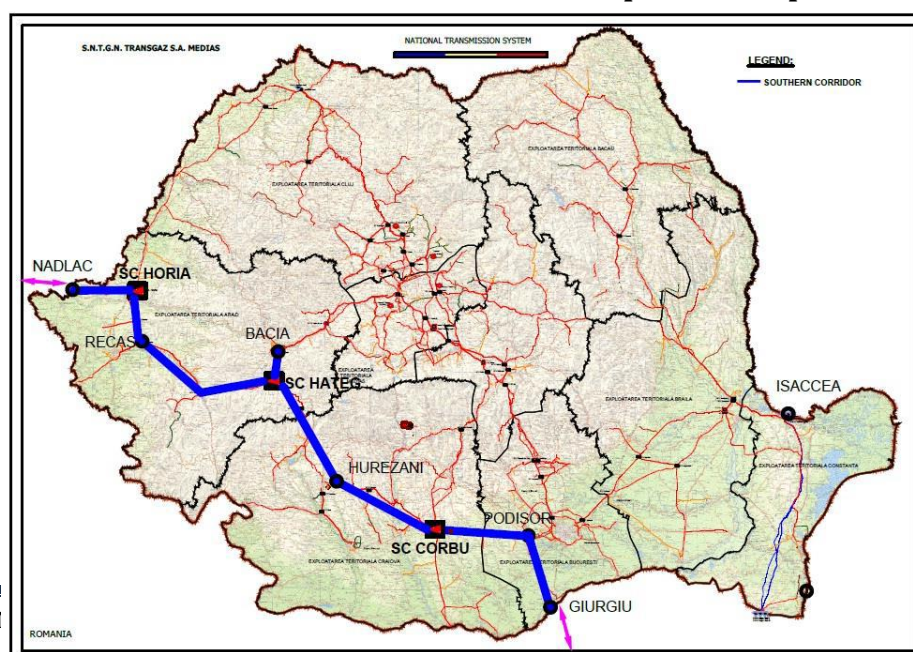 S.N.T.G.N. TRANSGAZ S.A. MEDIAS
NATIONAL TRANSMISSION SYSTEM
LEGEND:
SOUTHERN CORRIDOR
EXPLOATAREA TERITORIALA BACAU
EXPLOATAREA TERITORIALA CLUJ
NADLAC
SC HORIA
EXPLOATAREA TERITORIALA ARAD
RECAS
BACIA
EXPLOATAREA TERITORIALA
SC HATEG
ISACCEA
EXPLOATAREA TERITORIALA BRAILA
HUREZANI
EXPLOATAREA TERITORIALA CONSTANTA
PODISOR
SC CORBU
EXPLOATAREA TERITORIALA CRAIOVA
EXPLOATAREA TERITORIALA BUCURESTI
GIURGIU
ROMANIA